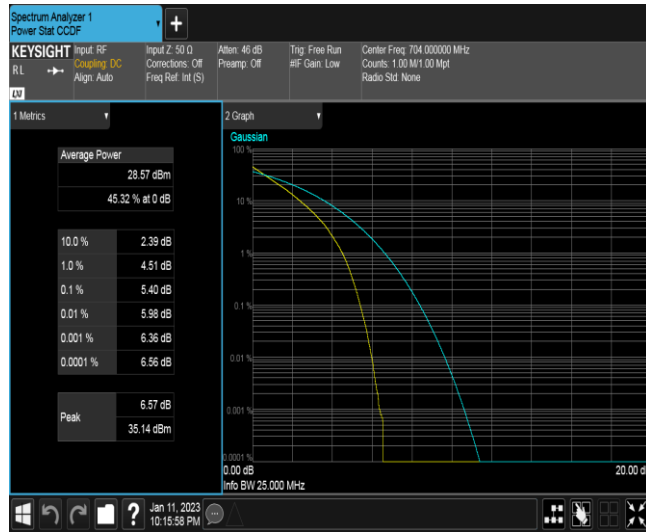 Spectrum Analyzer 1
Power Stat CCDF
+
KEYSIGHT
RL
LXI
Input: RF
Coupling: DC
Align: Auto
Input Z: 50 Ω
Corrections: Off
Freq Ref: Int (S)
Atten: 46 dB
Preamp: Off
Trig: Free Run
#IF Gain: Low
Center Freq: 704.000000 MHz
Counts: 1.00 M/1.00 Mpt
Radio Std: None
1 Metrics
Average Power
28.57 dBm
45.32 % at 0 dB
10.0 % 2.39 dB
1.0 % 4.51 dB
0.1 % 5.40 dB
0.01 % 5.98 dB
0.001 % 6.36 dB
0.0001 % 6.56 dB
Peak
6.57 dB
35.14 dBm
2 Graph
Gaussian
100 %
10 %
1 %
0.1 %
0.01 %
0.001 %
0.0001 %
0.00 dB
20.00 d
Info BW 25.000 MHz
?
Jan 11, 2023
10:15:58 PM